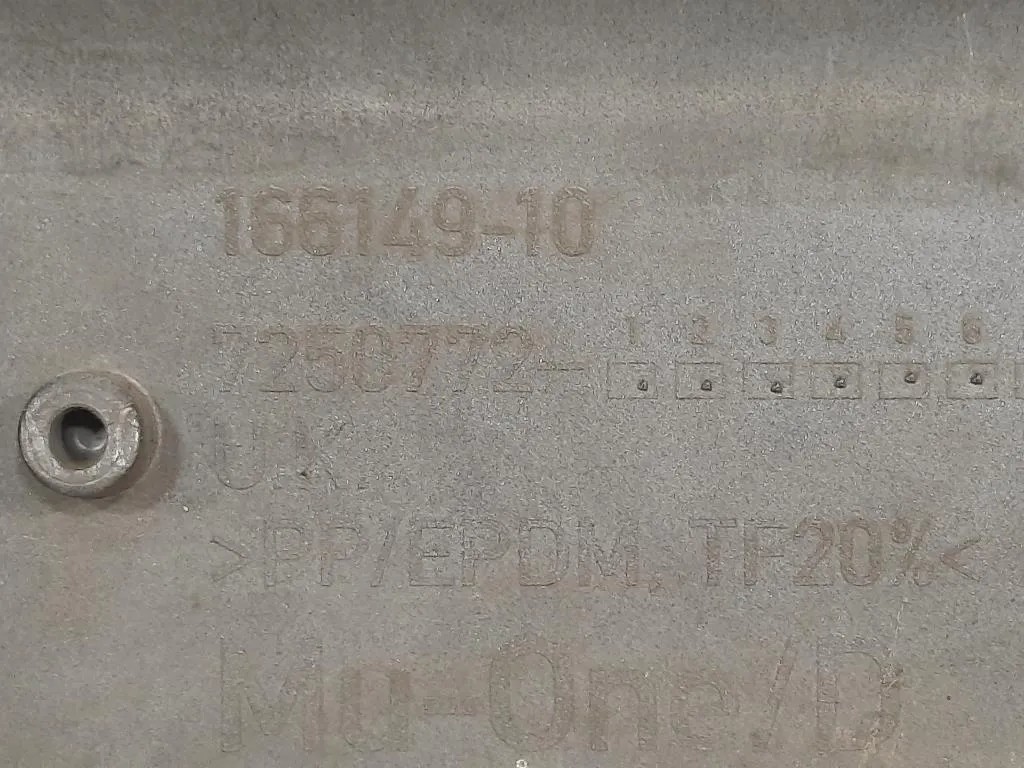 166149-10
1 2 3 4 5 6
7250772-
U.K.
>PP/EPDM, TF20%<
Mu-One/D